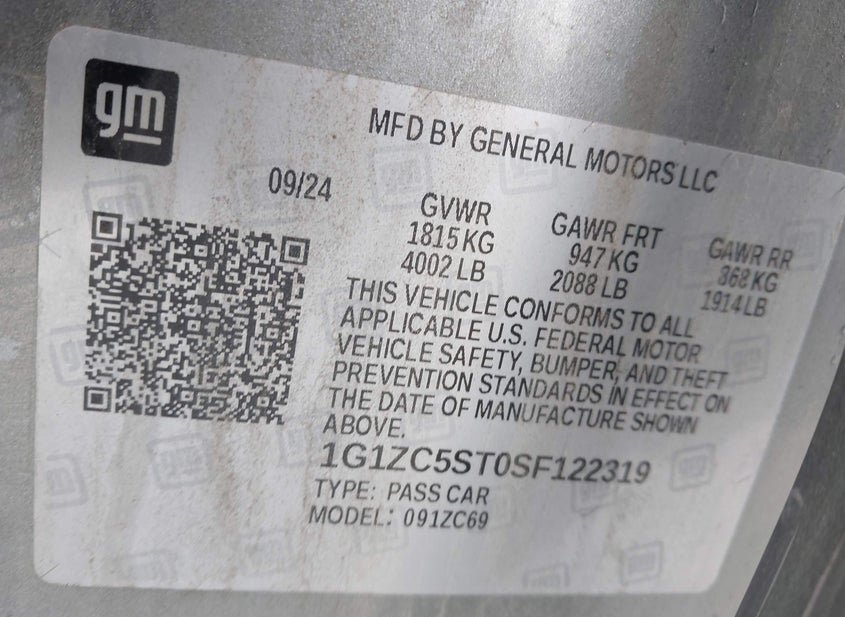 gm
MFD BY GENERAL MOTORS LLC
09/24
GVWR
1815 KG
4002 LB
GAWR FRT
947 KG
2088 LB
GAWR RR
868 KG
1914 LB
THIS VEHICLE CONFORMS TO ALL
APPLICABLE U.S. FEDERAL MOTOR
VEHICLE SAFETY, BUMPER, AND THEFT
PREVENTION STANDARDS IN EFFECT ON
THE DATE OF MANUFACTURE SHOWN
ABOVE.
1G1ZC5ST0SF122319
TYPE: PASS CAR
MODEL: 091ZC69